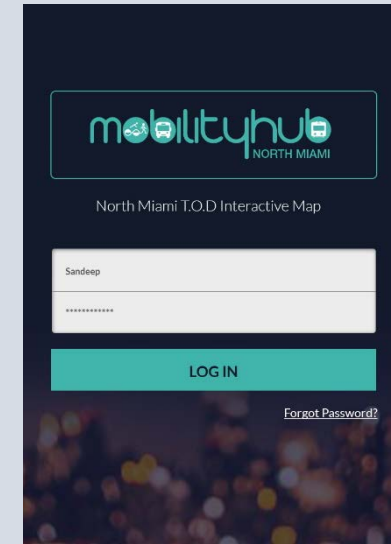 mobilityhub
NORTH MIAMI
North Miami T.O.D Interactive Map
Sandeep
************
LOG IN
Forgot Password?